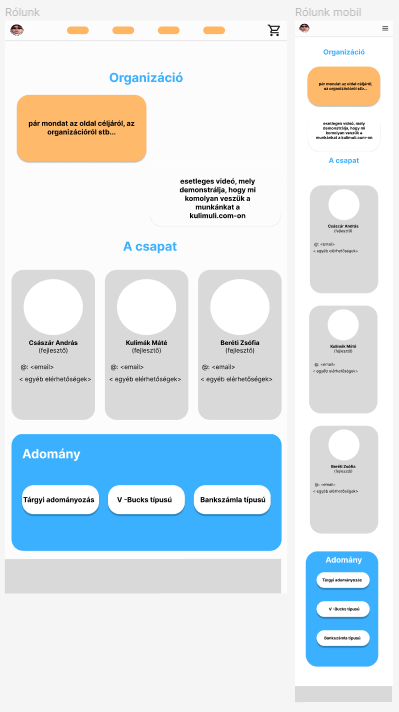 Rólunk
Organizáció
pár mondat az oldal céljáról, az
organizációról stb...
esetleges videó, mely
demonstrálja, hogy mi
komolyan veszük a
munkánkat a
kulimuli.com-on
A csapat
Császár András
(fejlesztő)
@: <email>
< egyéb elérhetőségek>
Kulimák Máté
(fejlesztő)
@: <email>
< egyéb elérhetőségek>
Beréti Zsófia
(fejlesztő)
@: <email>
< egyéb elérhetőségek>
Adomány
Tárgyi adományozás
V -Bucks típusú
Bankszámla típusú
Rólunk mobil
Organizáció
pár mondat az oldal céljáról,
az organizációról stb...
esetleges videó, mely
demonstrálja, hogy mi
komolyan veszük a
munkánkat a kulimuli.com-on
A csapat
Császár András
(fejlesztő)
@: <email>
< egyéb elérhetőségek>
Kulimák Máté
(fejlesztő)
@: <email>
< egyéb elérhetőségek>
Beréti Zsófia
(fejlesztő)
@: <email>
< egyéb elérhetőségek>
Adomány
Tárgyi adományozás
V -Bucks típusú
Bankszámla típusú